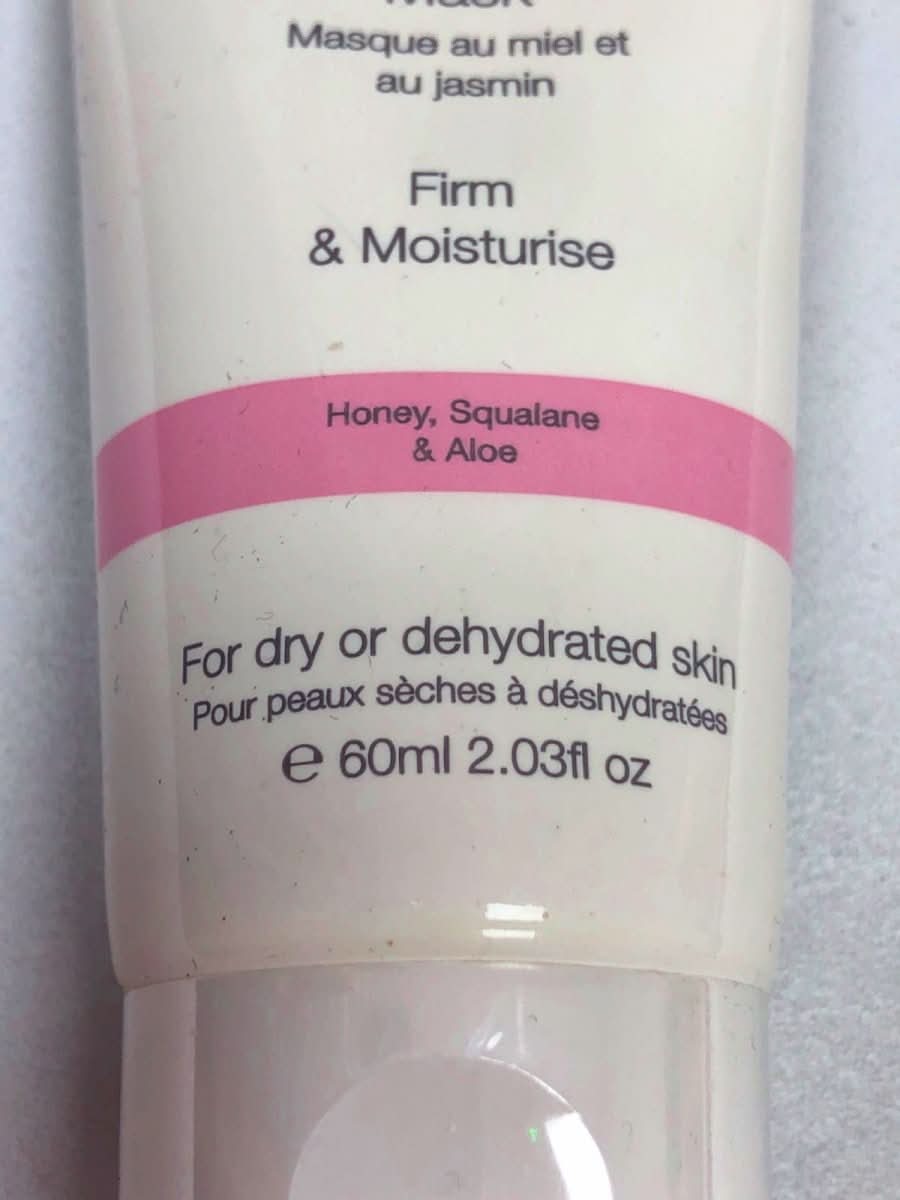 Mask
Masque au miel et
au jasmin
Firm
& Moisturise
Honey, Squalane
& Aloe
For dry or dehydrated skin
Pour peaux sèches à déshydratées
℮ 60ml 2.03fl oz